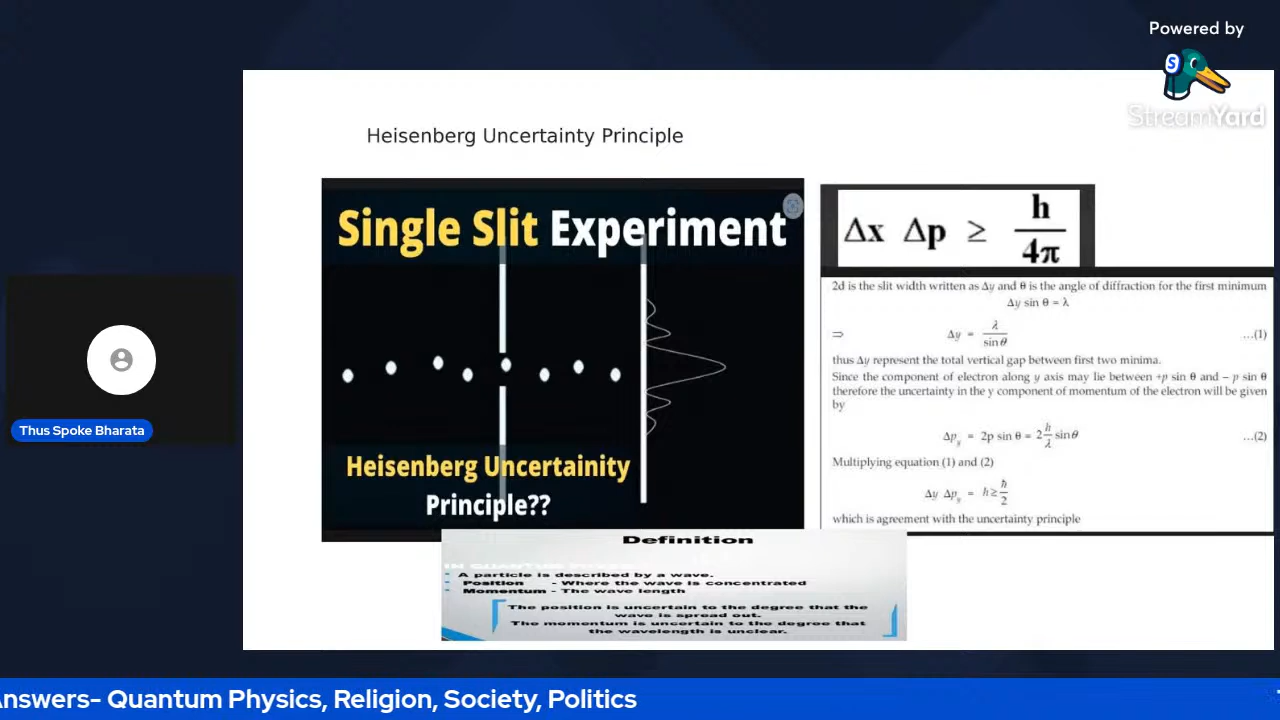 Powered by
S
StreamYard
Heisenberg Uncertainty Principle
Single Slit Experiment
Heisenberg Uncertainity
Principle??
Δx Δp ≥ h/4π
2d is the slit width written as Δy and θ is the angle of diffraction for the first minimum
Δy sin θ = λ
⇒ Δy = λ/sin θ ...(1)
thus Δy represent the total vertical gap between first two minima.
Since the component of electron along y axis may lie between +p sin θ and – p sin θ
therefore the uncertainty in the y component of momentum of the electron will be given
by
Δpy = 2p sin θ = 2 h/λ sin θ ...(2)
Multiplying equation (1) and (2)
Δy Δpy = h ≥ ħ/2
which is agreement with the uncertainty principle
Definition
A particle is described by a wave.
Position - Where the wave is concentrated
Momentum - The wave length
The position is uncertain to the degree that the
wave is spread out.
The momentum is uncertain to the degree that
the wavelength is unclear.
Thus Spoke Bharata
Answers- Quantum Physics, Religion, Society, Politics